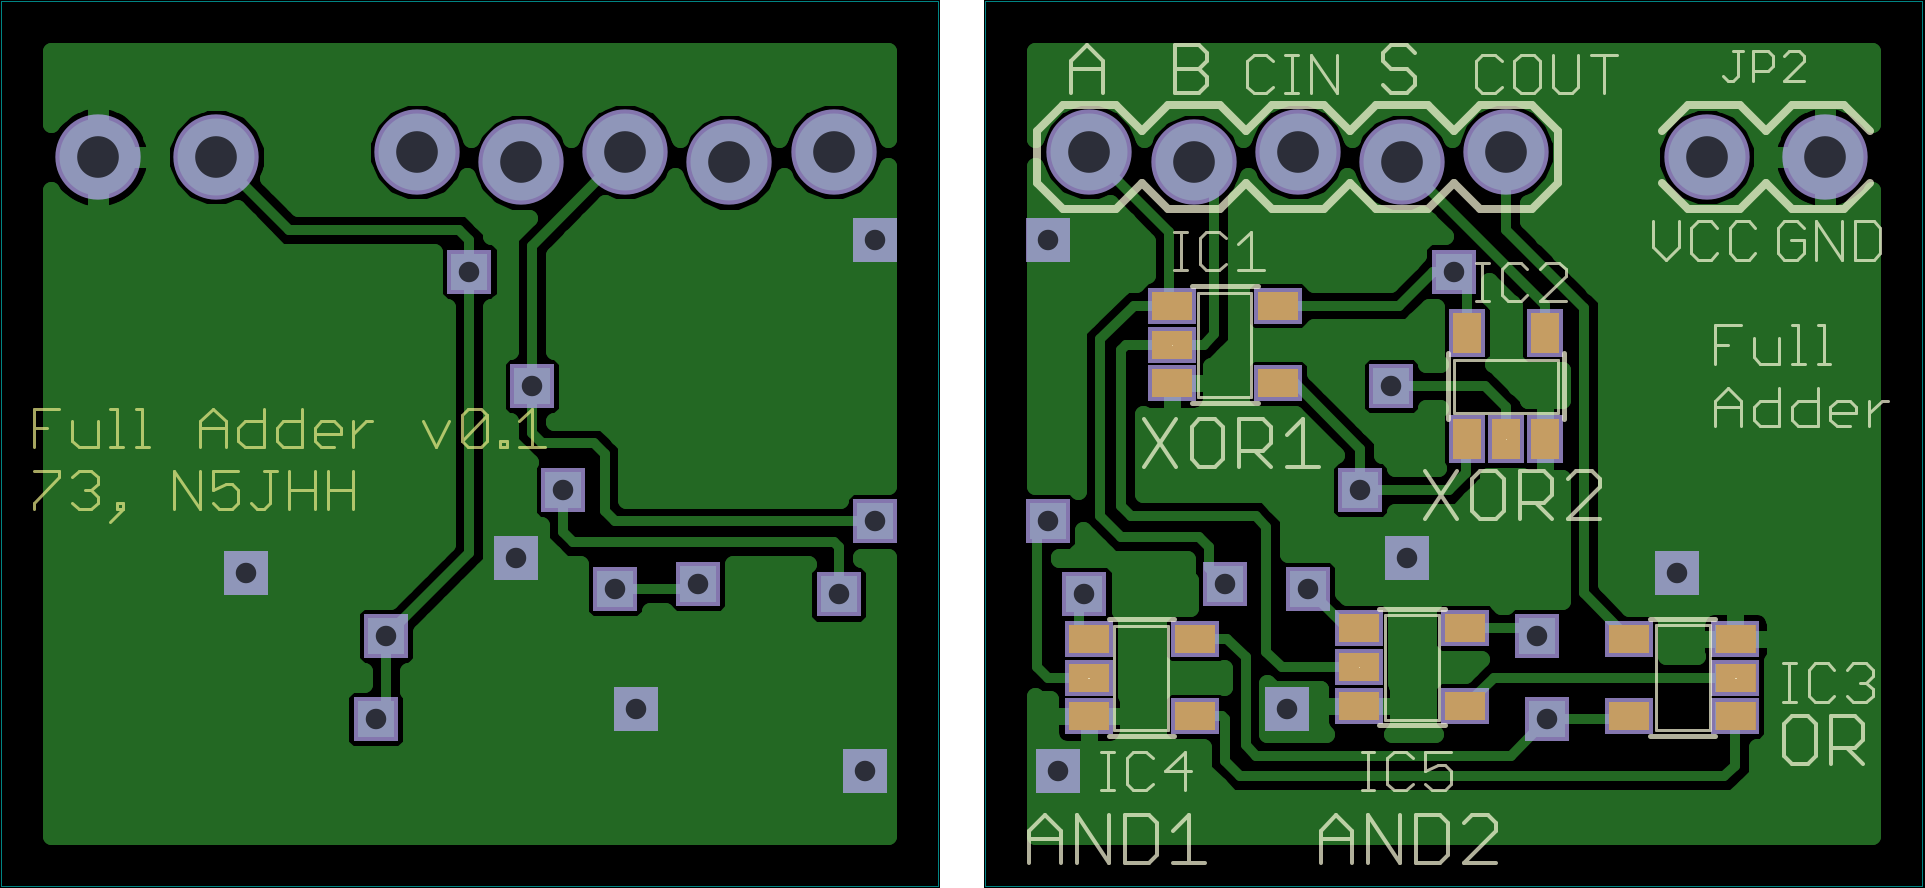 Full Adder v0.1
73, N5JHH
A B CIN S COUT JP2
VCC GND
IC1
IC2
Full
Adder
XOR1
XOR2
IC3
OR
IC4 IC5
AND1 AND2